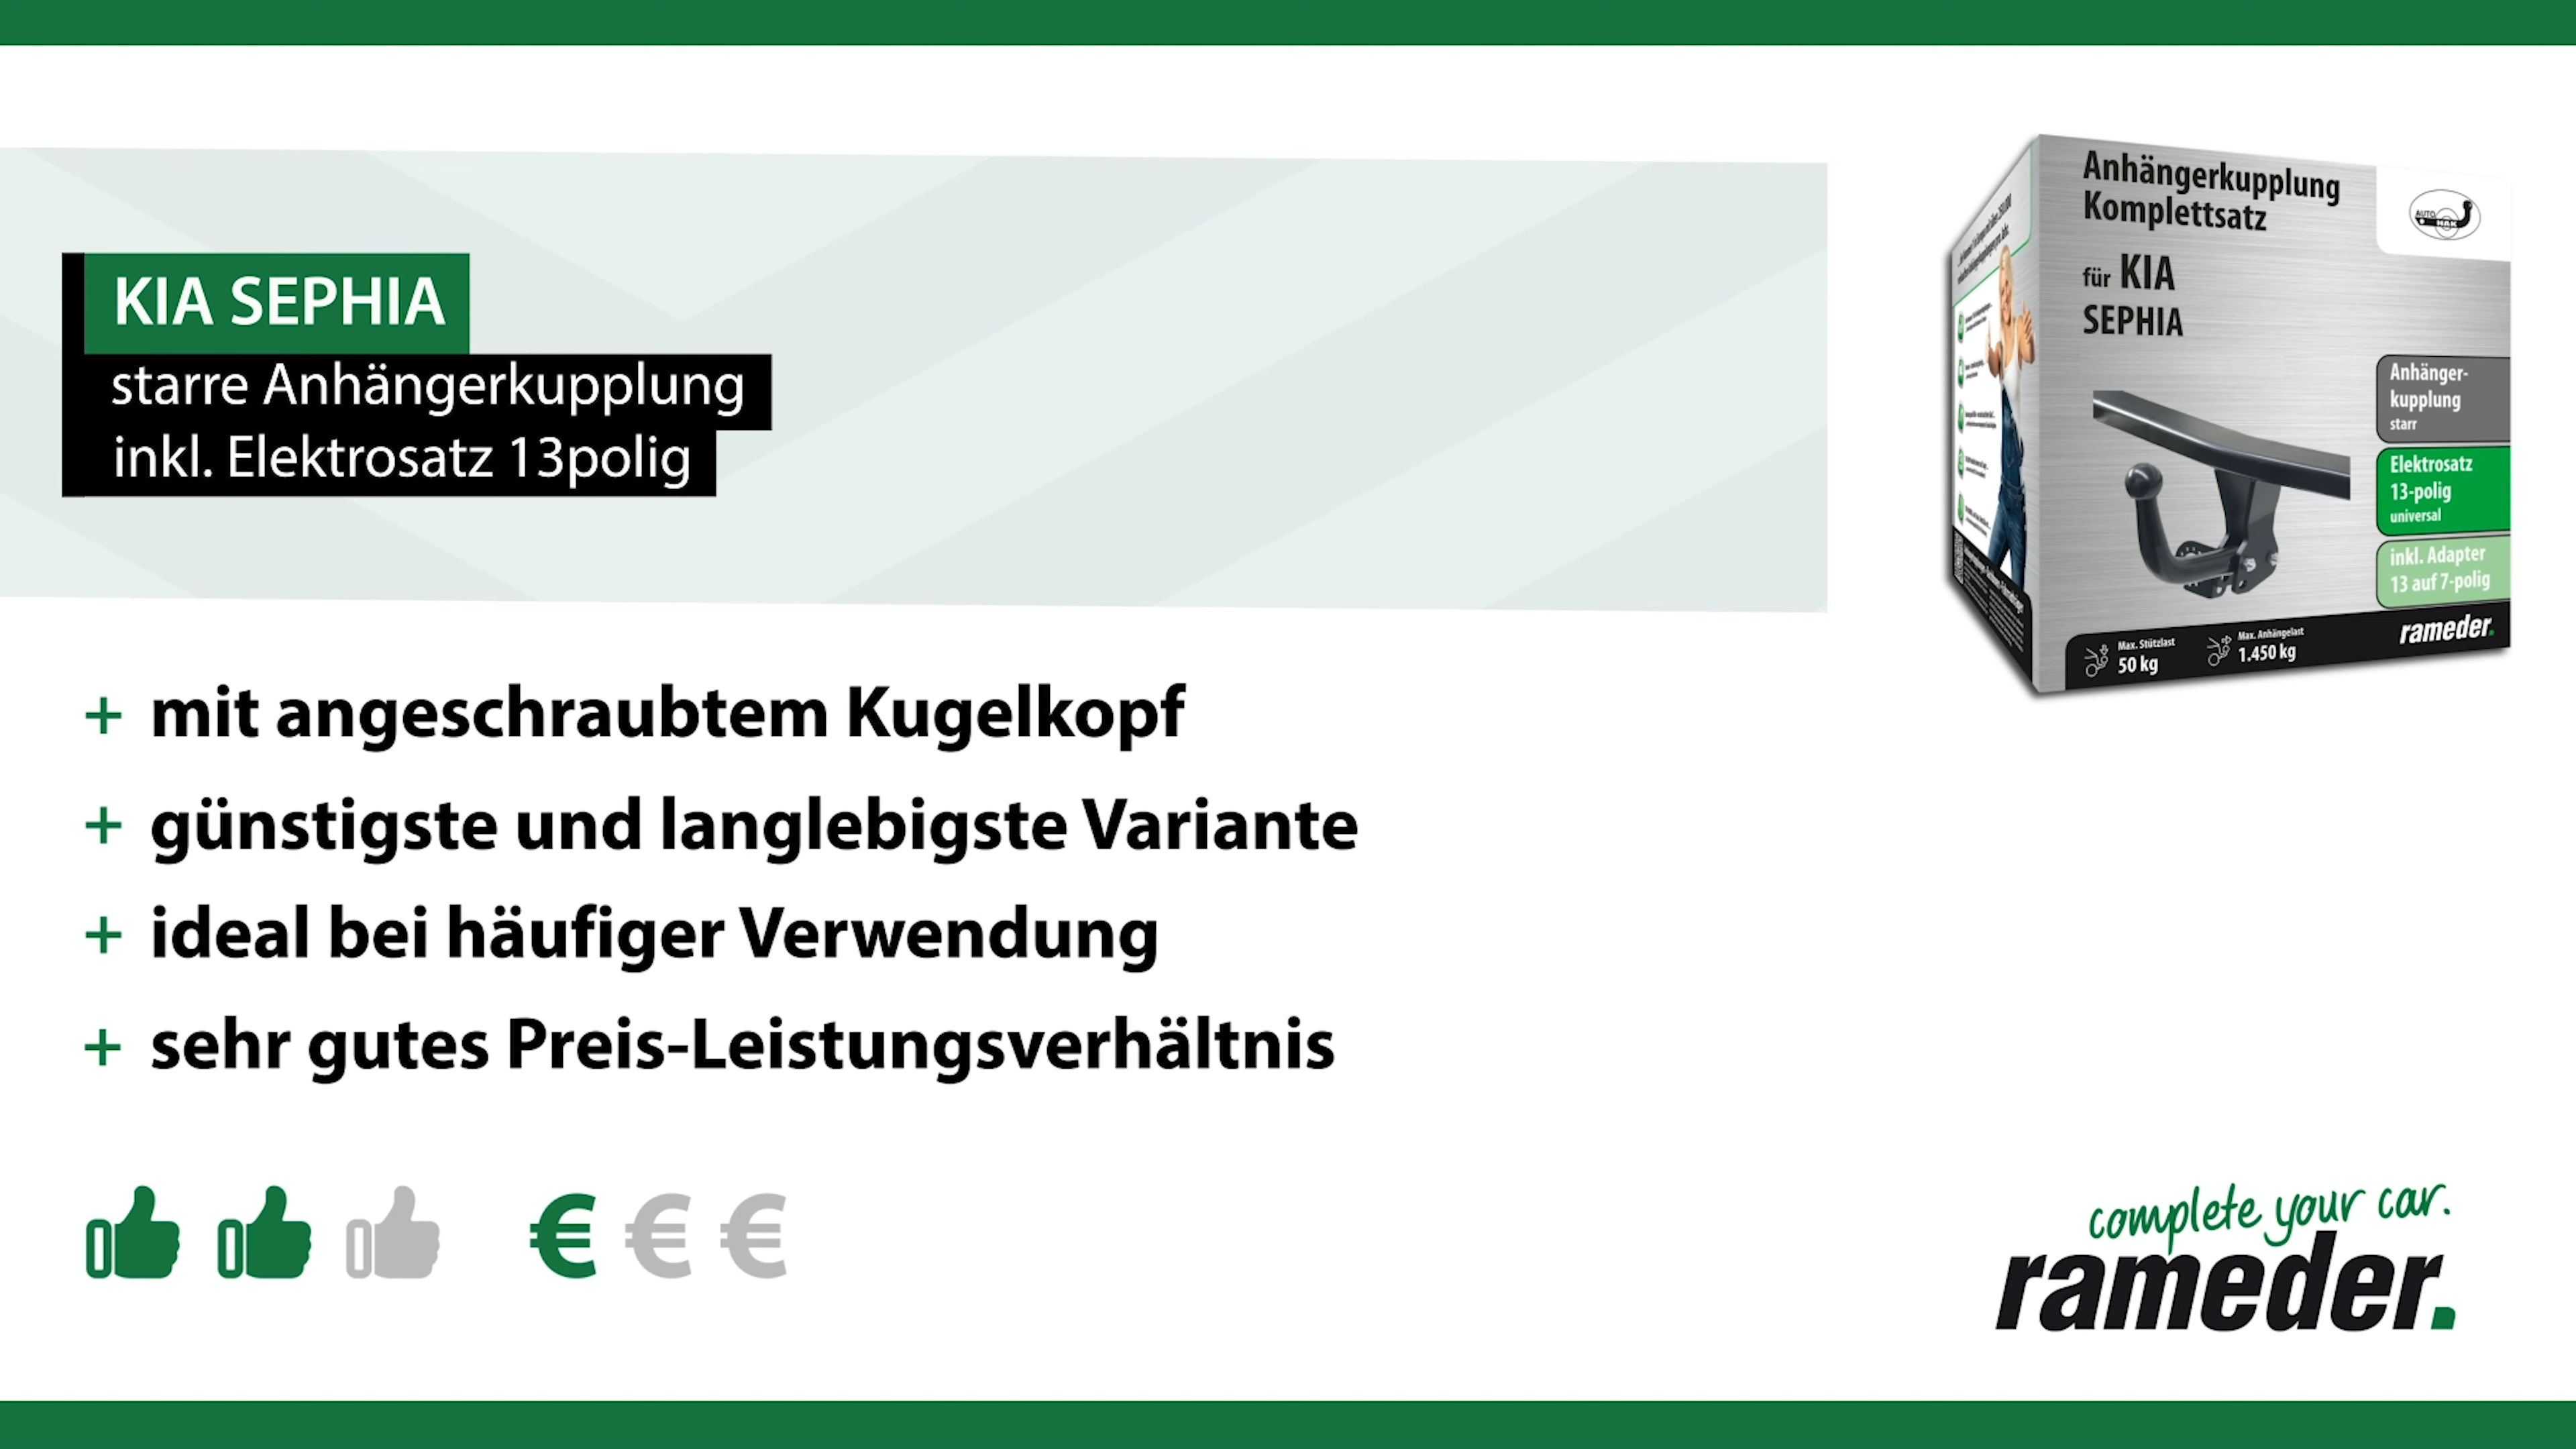 KIA SEPHIA
starre Anhängerkupplung
inkl. Elektrosatz 13polig
+ mit angeschraubtem Kugelkopf
+ günstigste und langlebigste Variante
+ ideal bei häufiger Verwendung
+ sehr gutes Preis-Leistungsverhältnis
€ € €
Anhängerkupplung
Komplettsatz
für KIA
SEPHIA
AUTO
HAK
Anhänger-
kupplung
starr
Elektrosatz
13-polig
universal
inkl. Adapter
13 auf 7-polig
Max. Stützlast
50 kg
Max. Anhängelast
1.450 kg
rameder.
complete your car.
rameder.